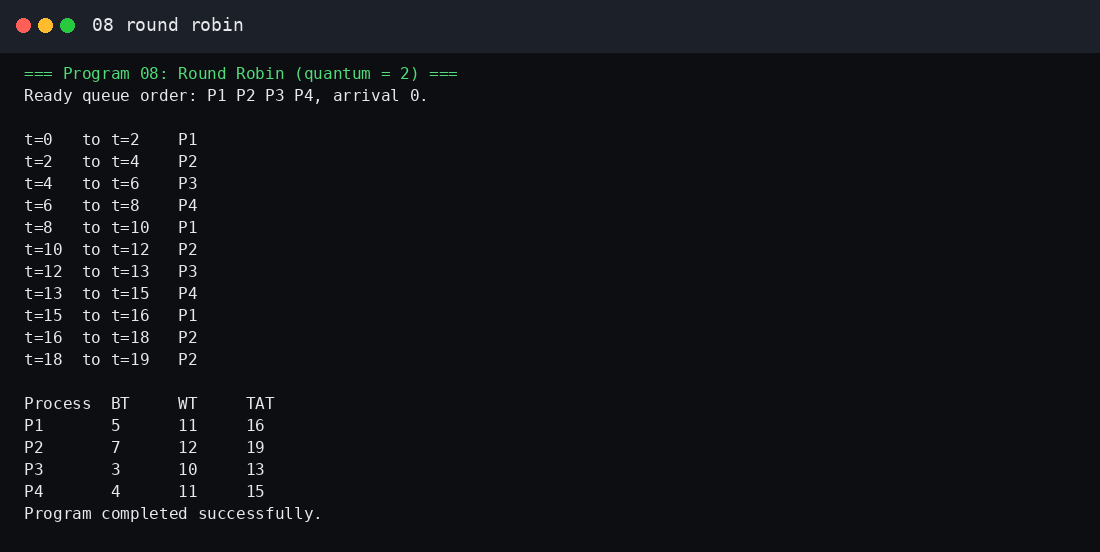 08 round robin
=== Program 08: Round Robin (quantum = 2) ===
Ready queue order: P1 P2 P3 P4, arrival 0.
t=0   to t=2    P1
t=2   to t=4    P2
t=4   to t=6    P3
t=6   to t=8    P4
t=8   to t=10   P1
t=10  to t=12   P2
t=12  to t=13   P3
t=13  to t=15   P4
t=15  to t=16   P1
t=16  to t=18   P2
t=18  to t=19   P2
Process  BT     WT     TAT
P1       5      11     16
P2       7      12     19
P3       3      10     13
P4       4      11     15
Program completed successfully.